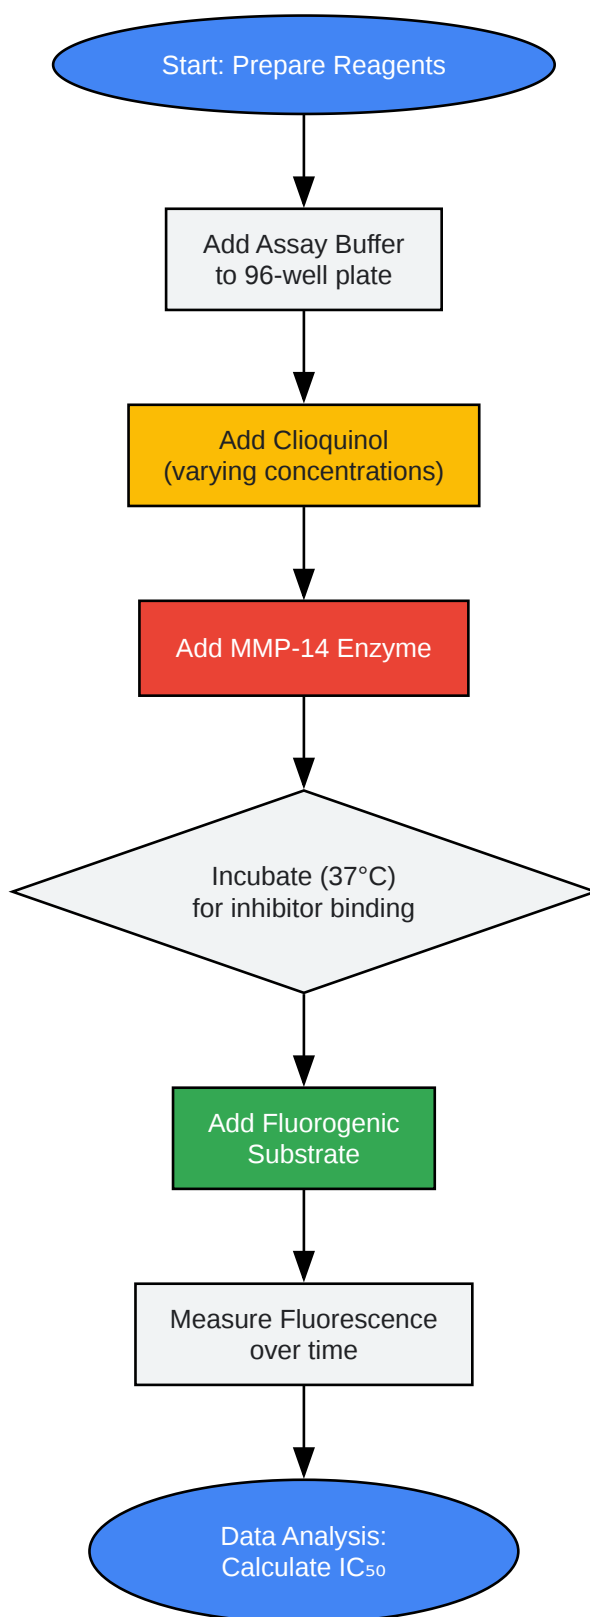 Start: Prepare Reagents
Add Assay Buffer
to 96-well plate
Add Clioquinol
(varying concentrations)
Add MMP-14 Enzyme
Incubate (37°C)
for inhibitor binding
Add Fluorogenic
Substrate
Measure Fluorescence
over time
Data Analysis:
Calculate IC₅₀